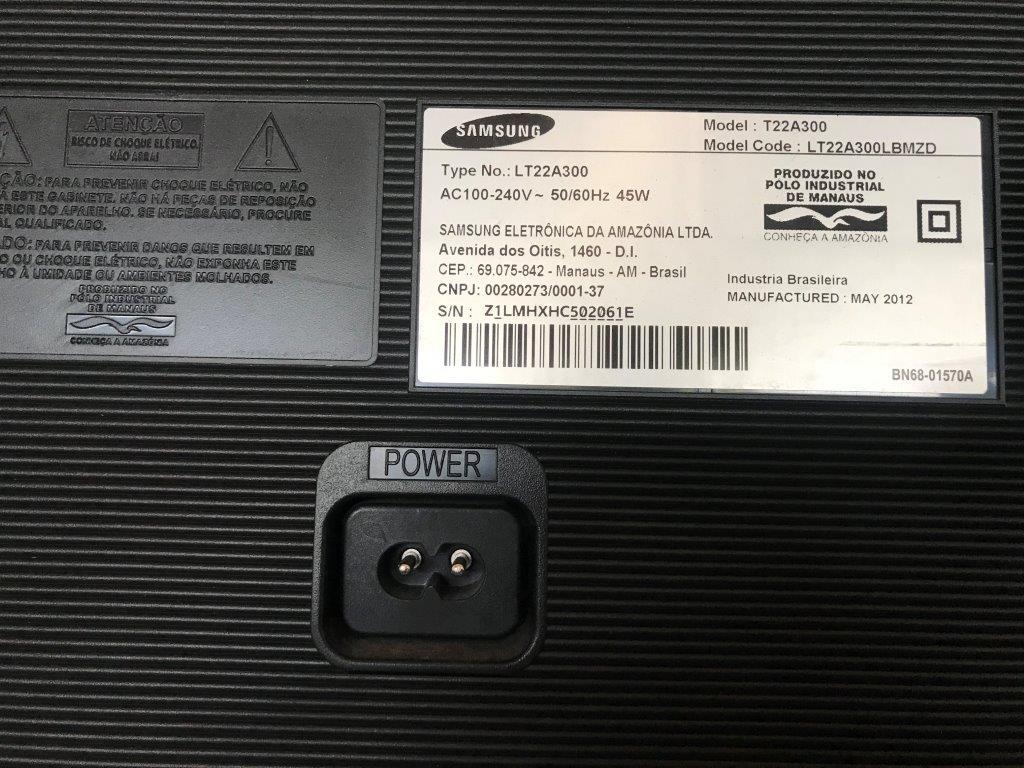 ATENÇÃO
RISCO DE CHOQUE ELÉTRICO.
NÃO ABRA!
ÇÃO: PARA PREVENIR CHOQUE ELÉTRICO, NÃO
A ESTE GABINETE. NÃO HÁ PEÇAS DE REPOSIÇÃO
ERIOR DO APARELHO. SE NECESSÁRIO, PROCURE
AL QUALIFICADO.
ADO: PARA PREVENIR DANOS QUE RESULTEM EM
O OU CHOQUE ELÉTRICO, NÃO EXPONHA ESTE
HO À UMIDADE OU AMBIENTES MOLHADOS.
PRODUZIDO NO
PÓLO INDUSTRIAL
DE MANAUS
CONHEÇA A AMAZÔNIA
SAMSUNG
Model : T22A300
Model Code : LT22A300LBMZD
Type No.: LT22A300
AC100-240V~ 50/60Hz 45W
PRODUZIDO NO
PÓLO INDUSTRIAL
DE MANAUS
CONHEÇA A AMAZÔNIA
SAMSUNG ELETRÔNICA DA AMAZÔNIA LTDA.
Avenida dos Oitis, 1460 - D.I.
CEP.: 69.075-842 - Manaus - AM - Brasil
CNPJ: 00280273/0001-37
S/N : Z1LMHXHC502061E
Industria Brasileira
MANUFACTURED : MAY 2012
BN68-01570A
POWER